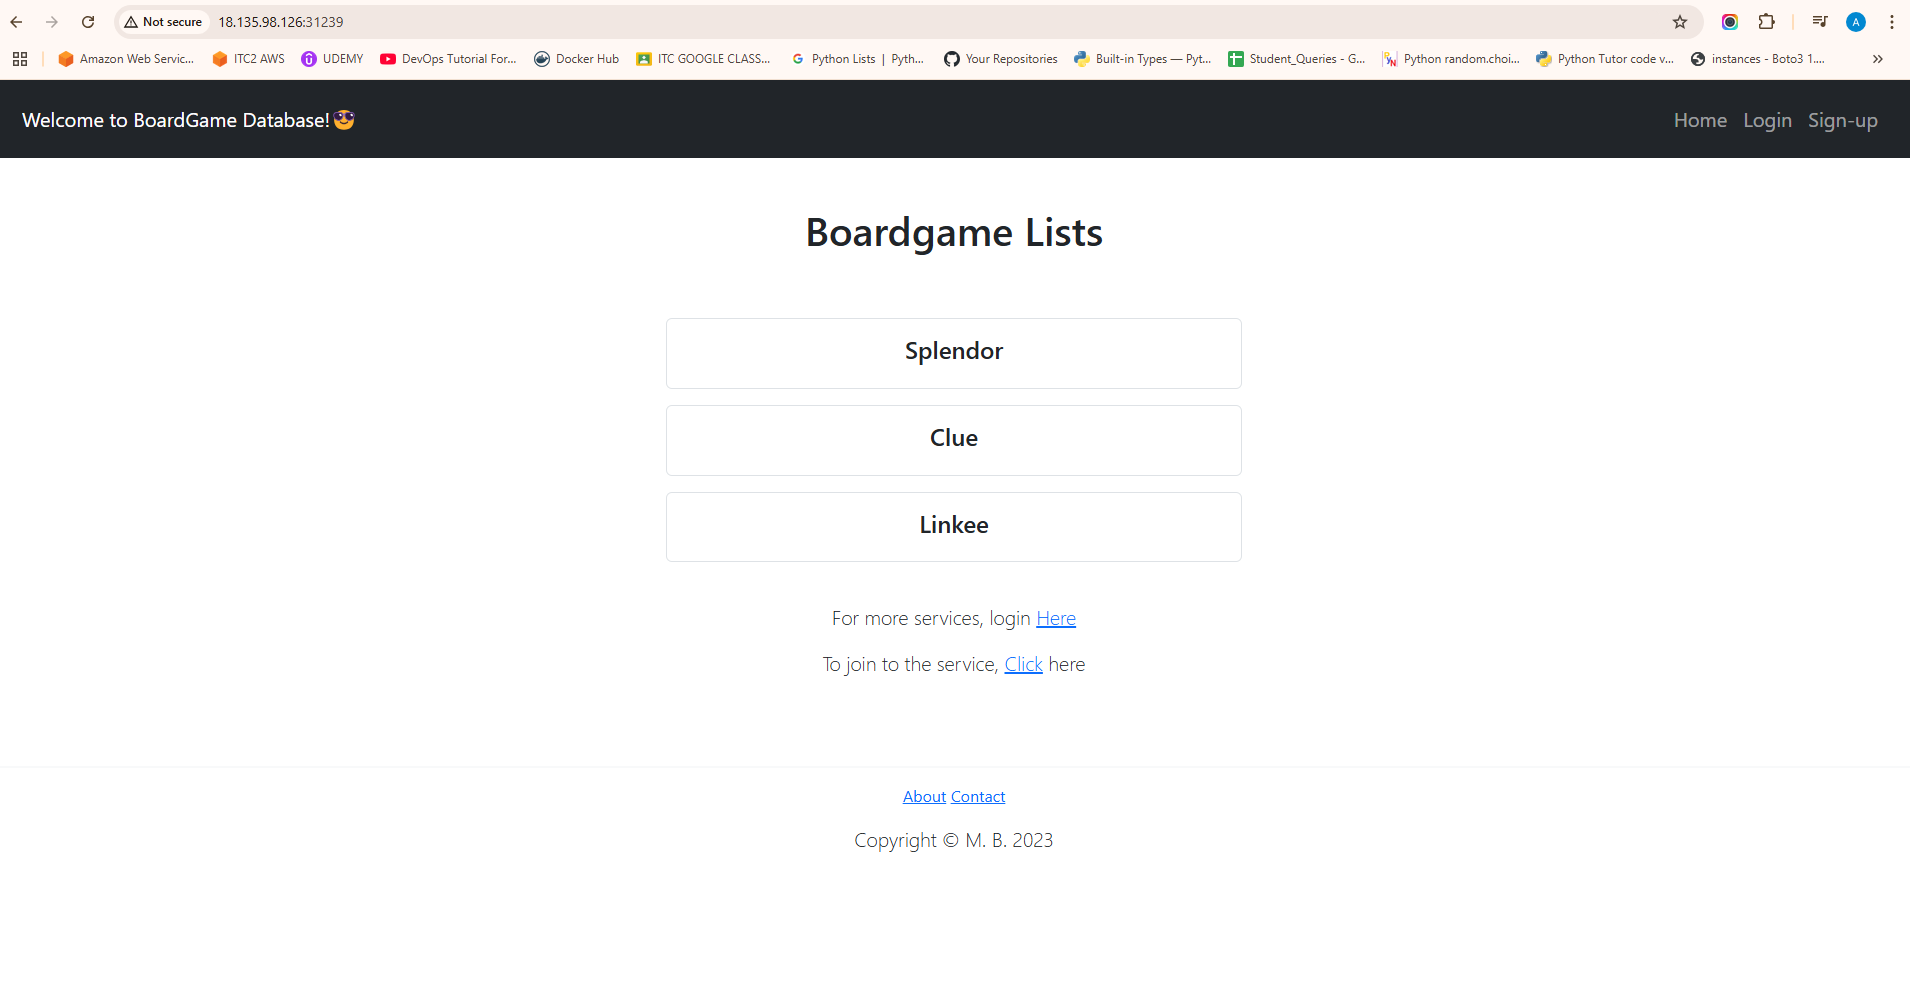 Not secure 18.135.98.126:31239 A
Amazon Web Servic... ITC2 AWS UDEMY DevOps Tutorial For... Docker Hub ITC GOOGLE CLASS... Python Lists | Pyth... Your Repositories Built-in Types — Pyt... Student_Queries - G... Python random.choi... Python Tutor code v... instances - Boto3 1.... »
Welcome to BoardGame Database!😎 Home Login Sign-up
Boardgame Lists
Splendor
Clue
Linkee
For more services, login Here
To join to the service, Click here
About Contact
Copyright © M. B. 2023